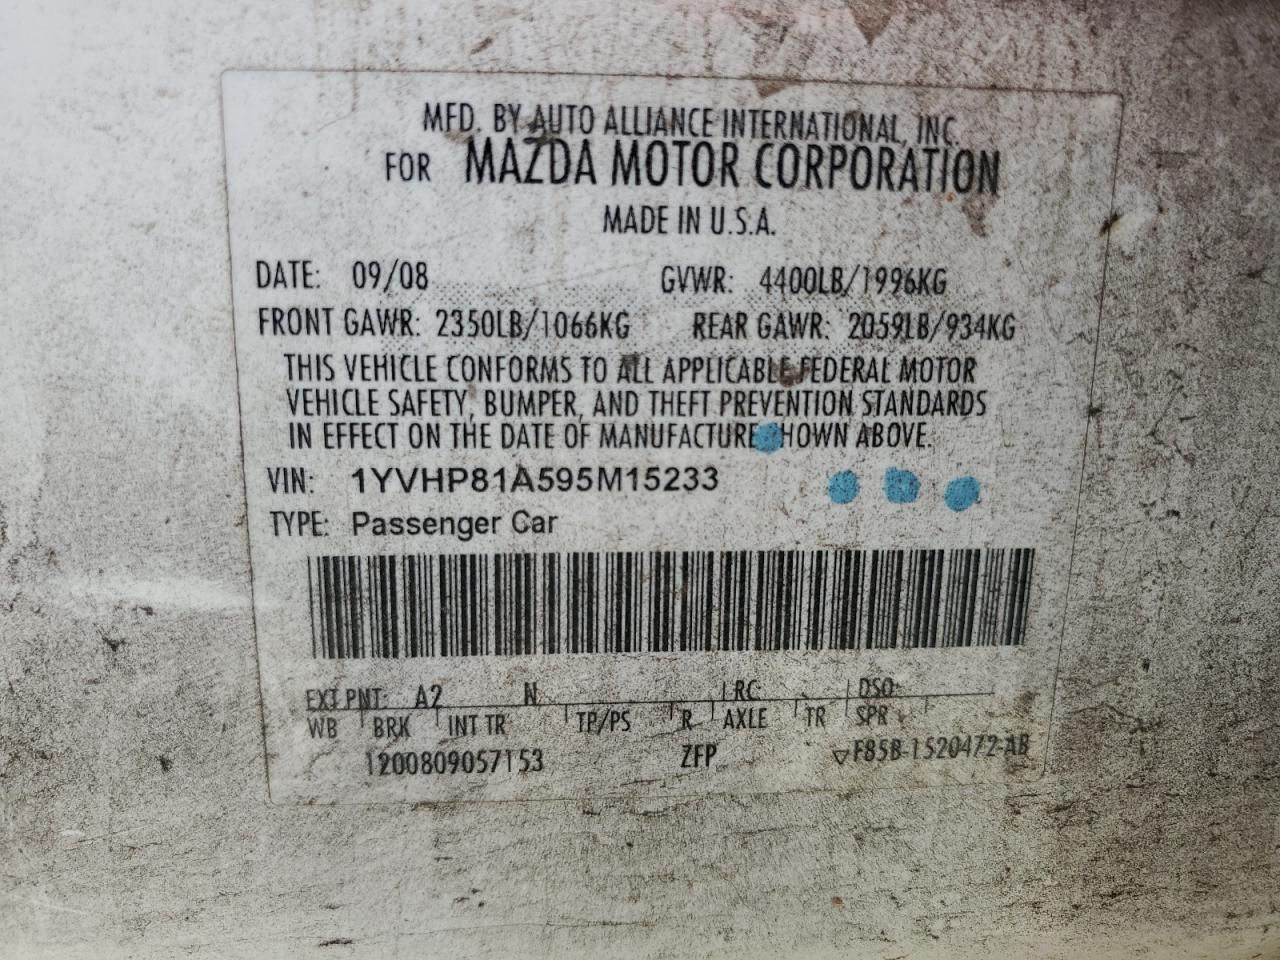 MFD. BY AUTO ALLIANCE INTERNATIONAL, INC.
FOR MAZDA MOTOR CORPORATION
MADE IN U.S.A.
DATE: 09/08 GVWR: 4400LB/1996KG
FRONT GAWR: 2350LB/1066KG REAR GAWR: 2059LB/934KG
THIS VEHICLE CONFORMS TO ALL APPLICABLE FEDERAL MOTOR
VEHICLE SAFETY, BUMPER, AND THEFT PREVENTION STANDARDS
IN EFFECT ON THE DATE OF MANUFACTURE SHOWN ABOVE.
VIN: 1YVHP81A595M15233
TYPE: Passenger Car
EXT PNT: A2 N RC: DSO:
WB BRK INT TR TP/PS R AXLE TR SPR
1200809057153 ZFP ▽F85B-1520472-AB